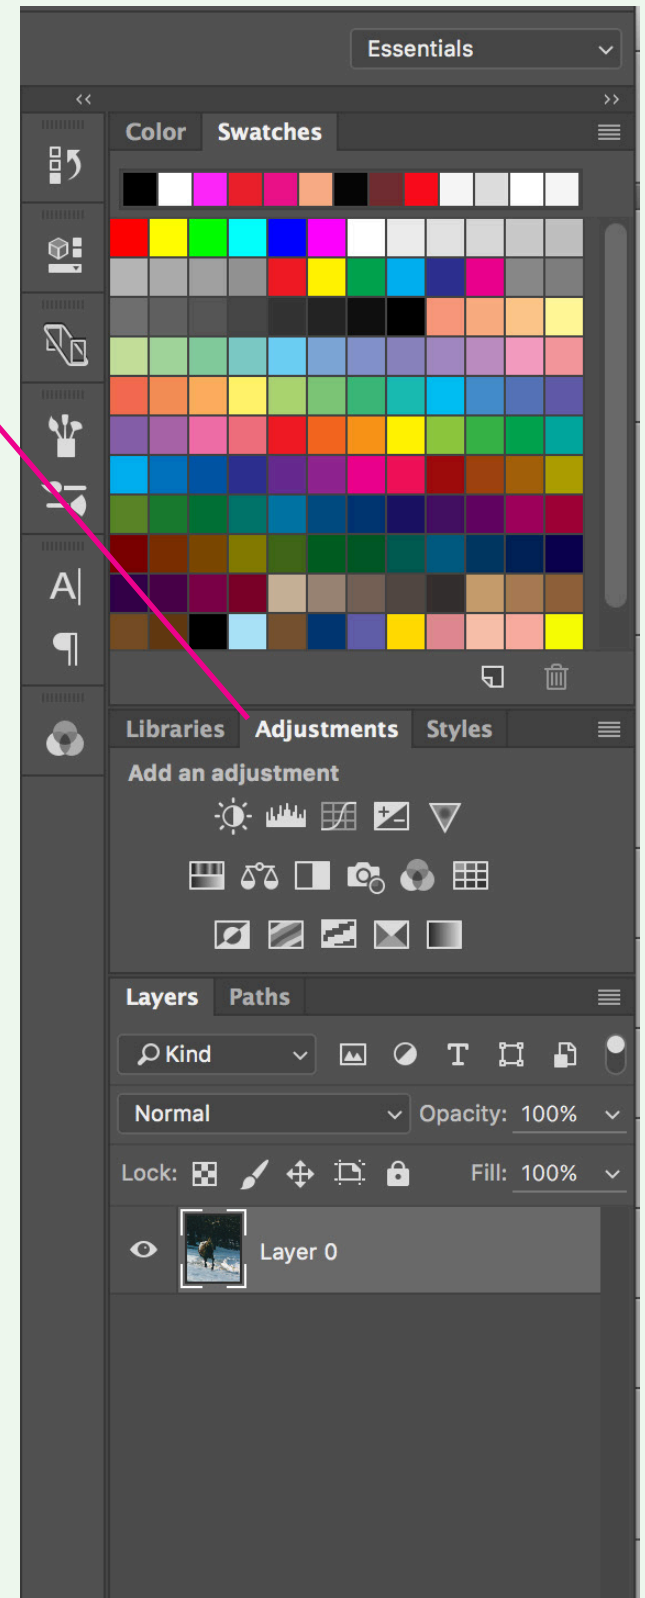 Essentials
Color Swatches
Libraries Adjustments Styles
Add an adjustment
Layers Paths
Kind
Normal Opacity: 100%
Lock: Fill: 100%
Layer 0